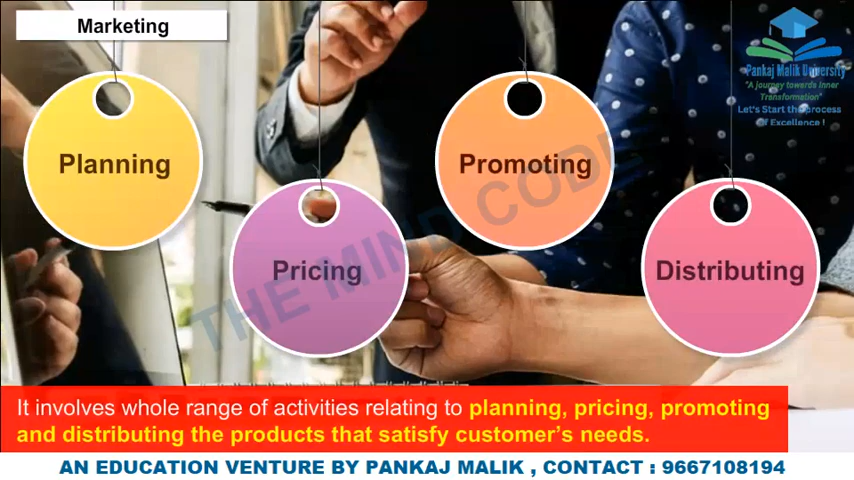 Marketing
Pankaj Malik University
"A journey towards Inner
Transformation"
Let's Start the process
of Excellence !
Planning
Promoting
Pricing
Distributing
THE MIND CODE
It involves whole range of activities relating to planning, pricing, promoting
and distributing the products that satisfy customer's needs.
AN EDUCATION VENTURE BY PANKAJ MALIK , CONTACT : 9667108194